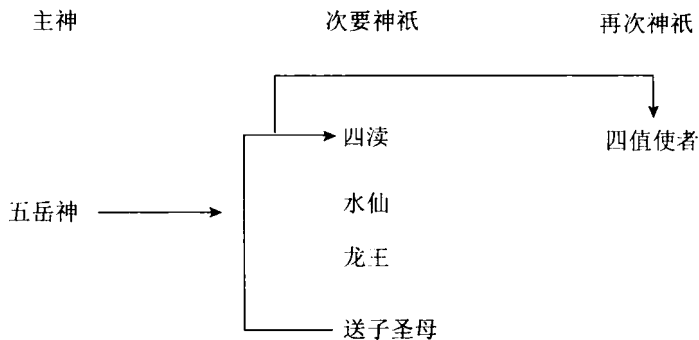 主神 次要神祇 再次神祇
四渎 四值使者
五岳神 水仙
龙王
送子圣母